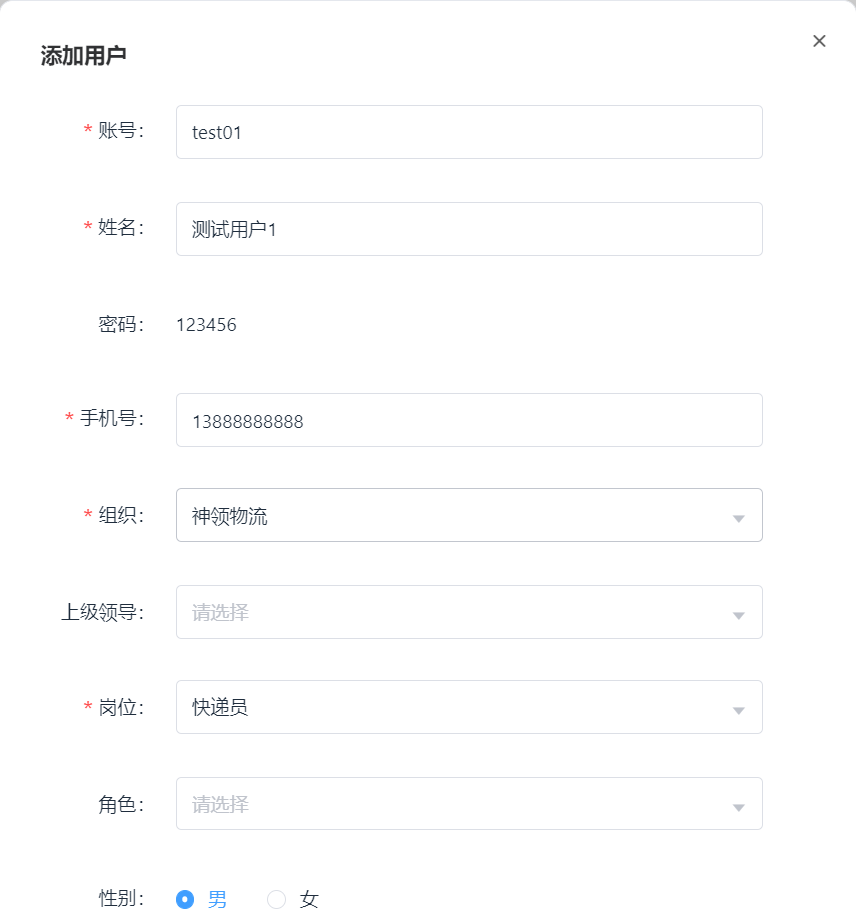 添加用户
* 账号： test01
* 姓名： 测试用户1
密码： 123456
* 手机号： 13888888888
* 组织： 神领物流
上级领导： 请选择
* 岗位： 快递员
角色： 请选择
性别： 男 女